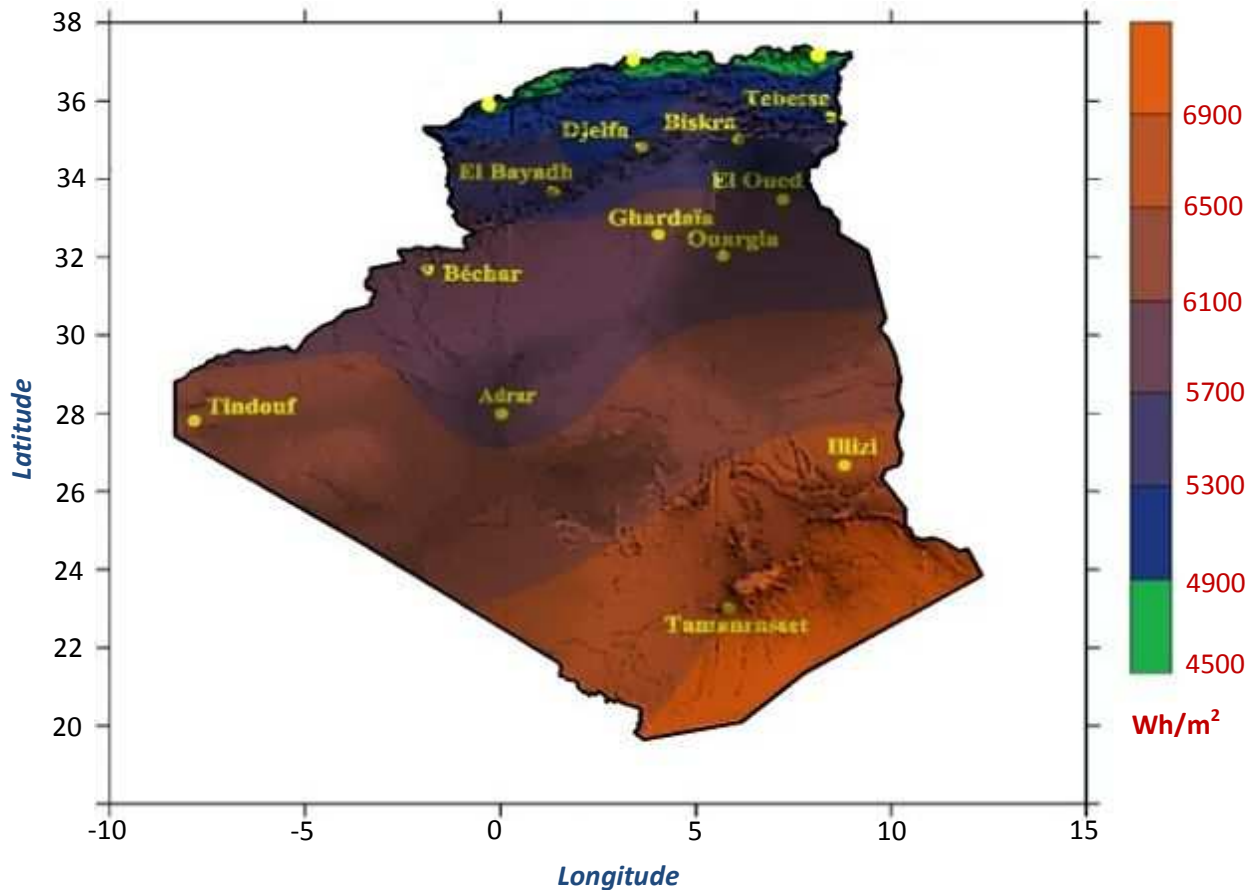 38
36
34
32
30
28
26
24
22
20
Latitude
-10
-5
0
5
10
15
Longitude
Tebessa
Djelfa
Biskra
El Bayadh
El Oued
Ghardaïa
Ouargla
Béchar
Adrar
Tindouf
Illizi
Tamanrasset
6900
6500
6100
5700
5300
4900
4500
Wh/m²